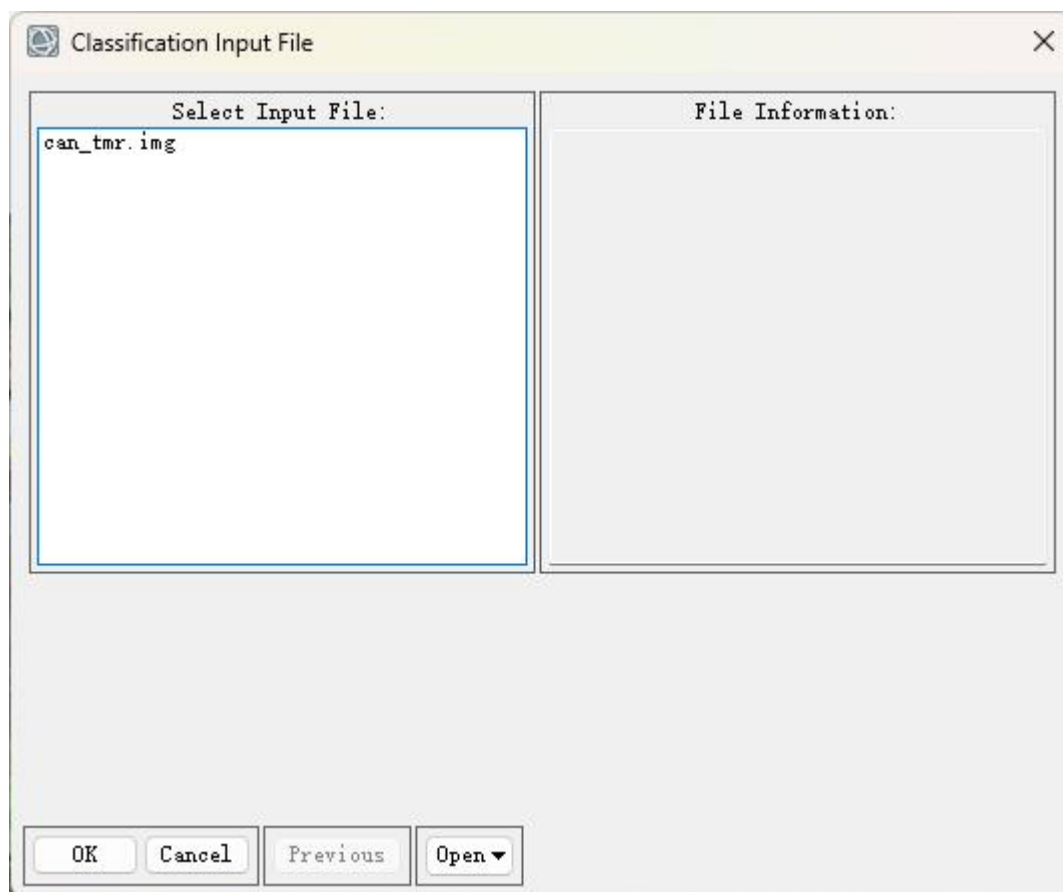 Classification Input File
Select Input File:
File Information:
can_tmr.img
OK
Cancel
Previous
Open